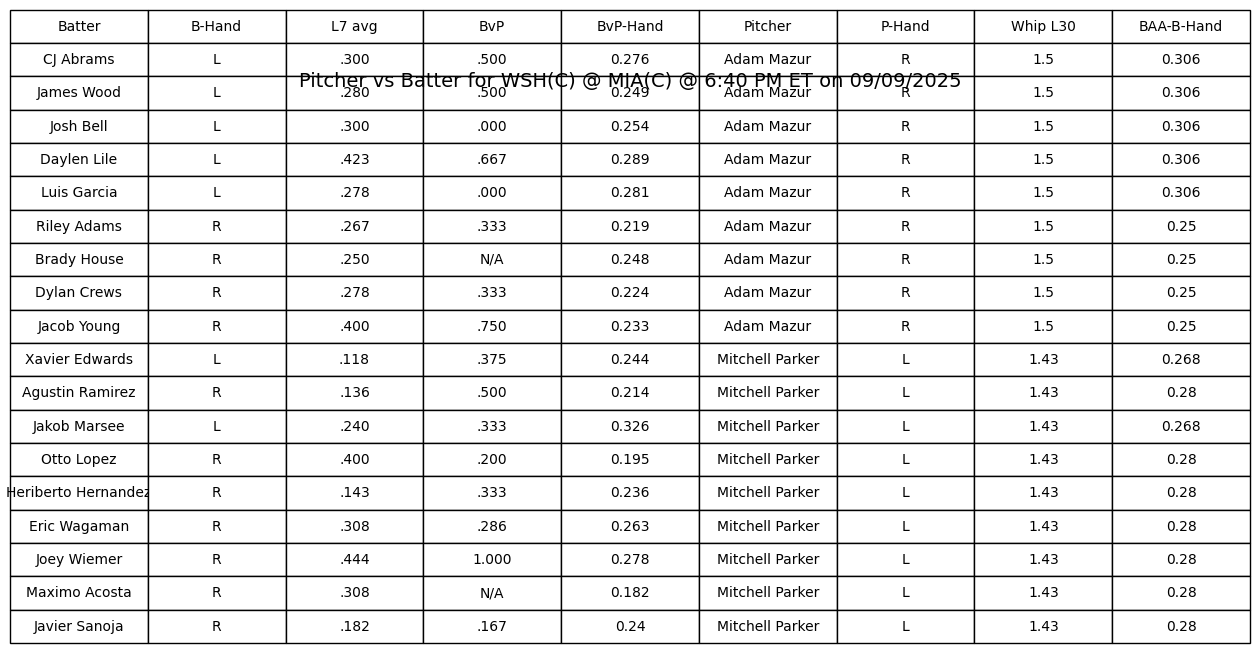 Batter B-Hand L7 avg BvP BvP-Hand Pitcher P-Hand Whip L30 BAA-B-Hand
CJ Abrams L .300 .500 0.276 Adam Mazur R 1.5 0.306
Pitcher vs Batter for WSH(C) @ MIA(C) @ 6:40 PM ET on 09/09/2025
James Wood L .280 .500 0.249 Adam Mazur R 1.5 0.306
Josh Bell L .300 .000 0.254 Adam Mazur R 1.5 0.306
Daylen Lile L .423 .667 0.289 Adam Mazur R 1.5 0.306
Luis Garcia L .278 .000 0.281 Adam Mazur R 1.5 0.306
Riley Adams R .267 .333 0.219 Adam Mazur R 1.5 0.25
Brady House R .250 N/A 0.248 Adam Mazur R 1.5 0.25
Dylan Crews R .278 .333 0.224 Adam Mazur R 1.5 0.25
Jacob Young R .400 .750 0.233 Adam Mazur R 1.5 0.25
Xavier Edwards L .118 .375 0.244 Mitchell Parker L 1.43 0.268
Agustin Ramirez R .136 .500 0.214 Mitchell Parker L 1.43 0.28
Jakob Marsee L .240 .333 0.326 Mitchell Parker L 1.43 0.268
Otto Lopez R .400 .200 0.195 Mitchell Parker L 1.43 0.28
Heriberto Hernandez R .143 .333 0.236 Mitchell Parker L 1.43 0.28
Eric Wagaman R .308 .286 0.263 Mitchell Parker L 1.43 0.28
Joey Wiemer R .444 1.000 0.278 Mitchell Parker L 1.43 0.28
Maximo Acosta R .308 N/A 0.182 Mitchell Parker L 1.43 0.28
Javier Sanoja R .182 .167 0.24 Mitchell Parker L 1.43 0.28